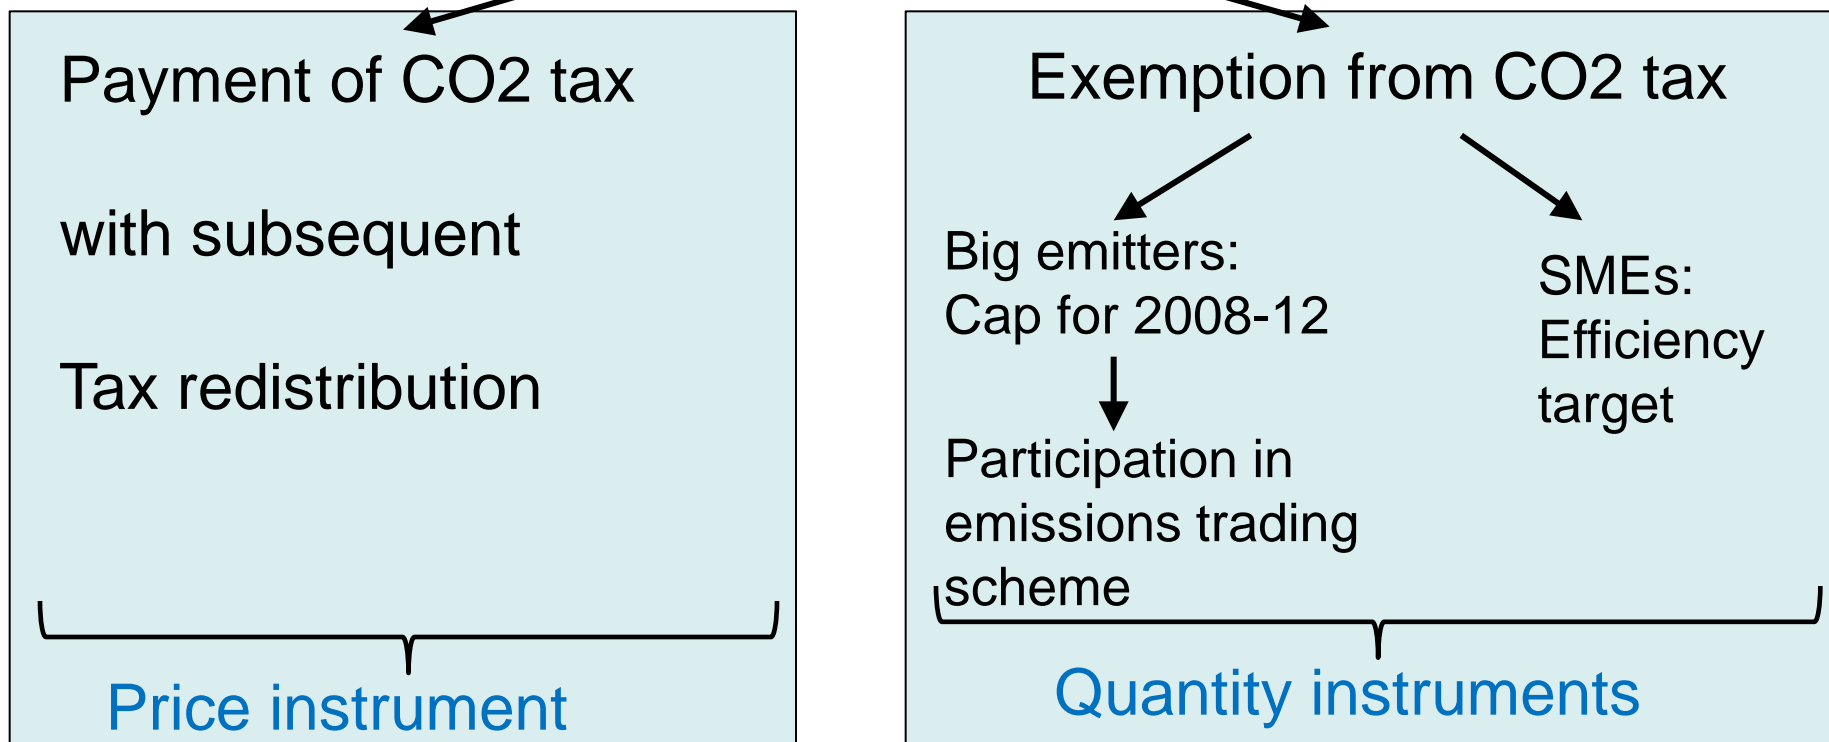 Payment of CO2 tax
with subsequent
Tax redistribution
Price instrument
Exemption from CO2 tax
Big emitters:
Cap for 2008-12
Participation in
emissions trading
scheme
SMEs:
Efficiency
target
Quantity instruments